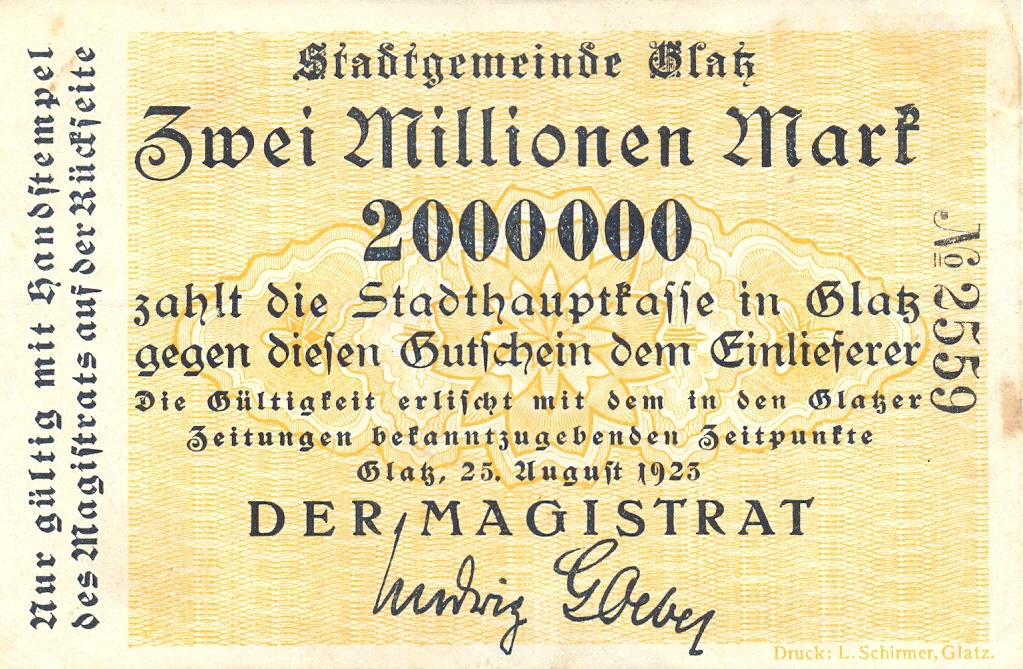 Nur gültig mit Handstempel
des Magistrats auf der Rückseite
Stadtgemeinde Glatz
Zwei Millionen Mark
2000000
zahlt die Stadthauptkasse in Glatz
gegen diesen Gutschein dem Einlieferer
Die Gültigkeit erlischt mit dem in den Glatzer
Zeitungen bekanntzugebenden Zeitpunkte
Glatz, 25. August 1923
DER MAGISTRAT
Ludwig Goebel
№ 2559
Druck: L. Schirmer, Glatz.